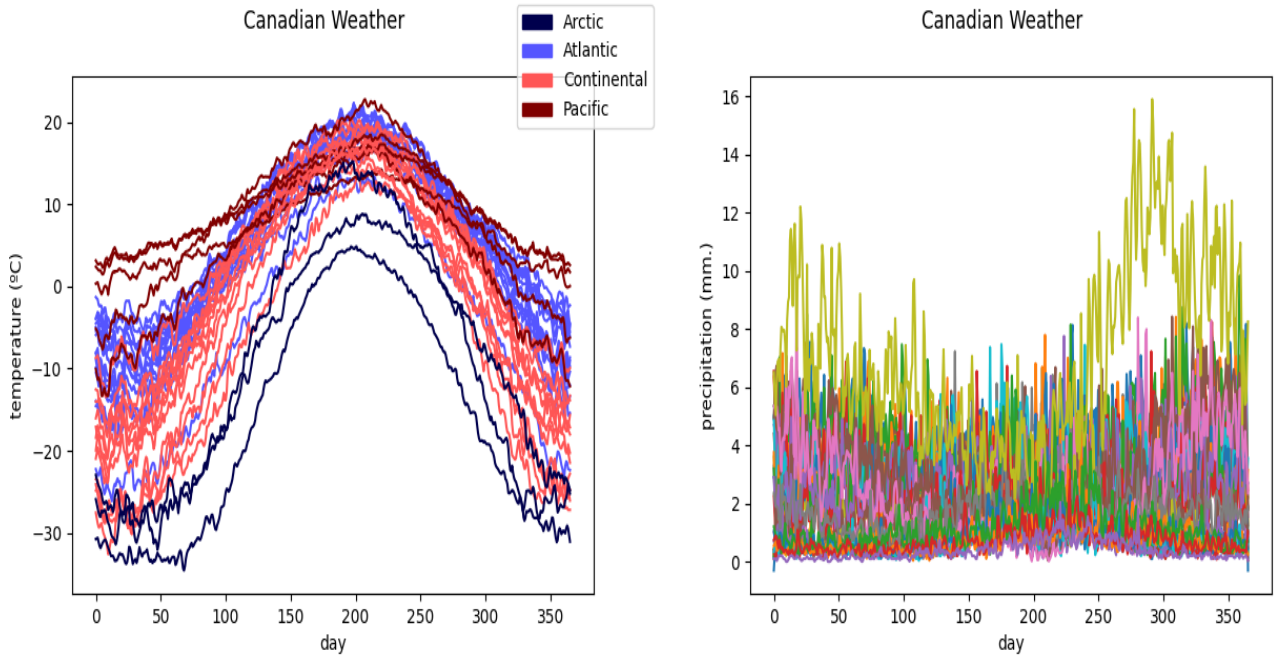 Canadian Weather
Arctic
Atlantic
Continental
Pacific
temperature (ºC)
20
10
0
−10
−20
−30
0 50 100 150 200 250 300 350
day
Canadian Weather
precipitation (mm.)
16
14
12
10
8
6
4
2
0
0 50 100 150 200 250 300 350
day